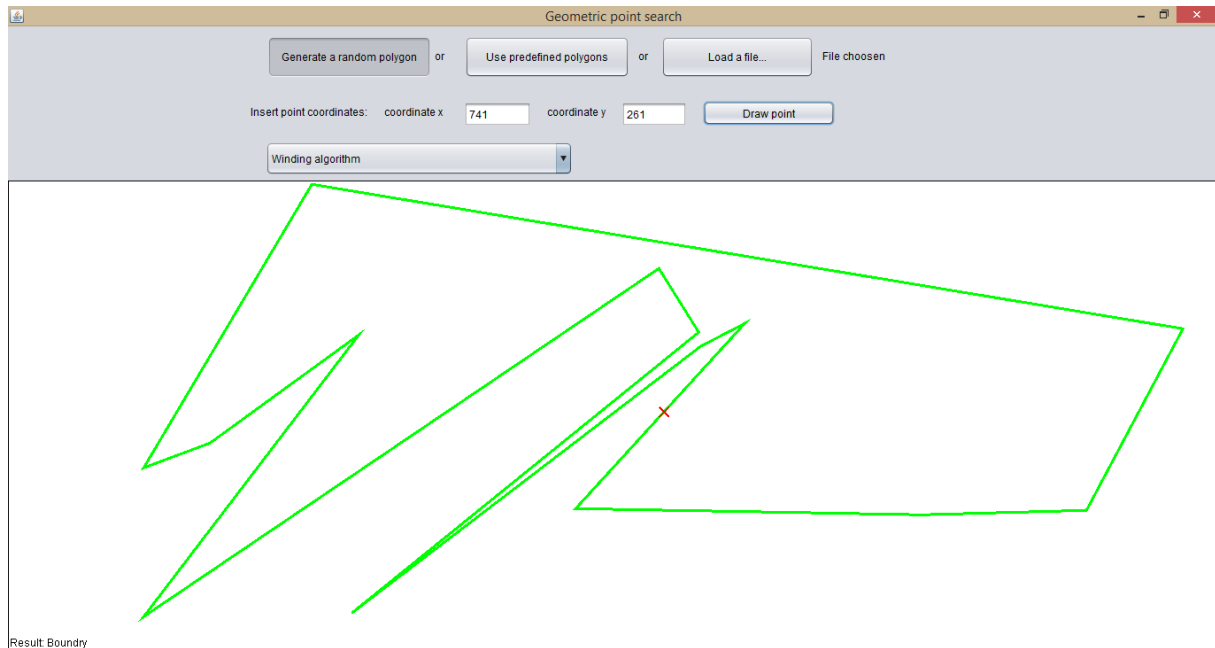 Geometric point search
Generate a random polygon or Use predefined polygons or Load a file... File choosen
Insert point coordinates: coordinate x 741 coordinate y 261 Draw point
Winding algorithm
Result: Boundry